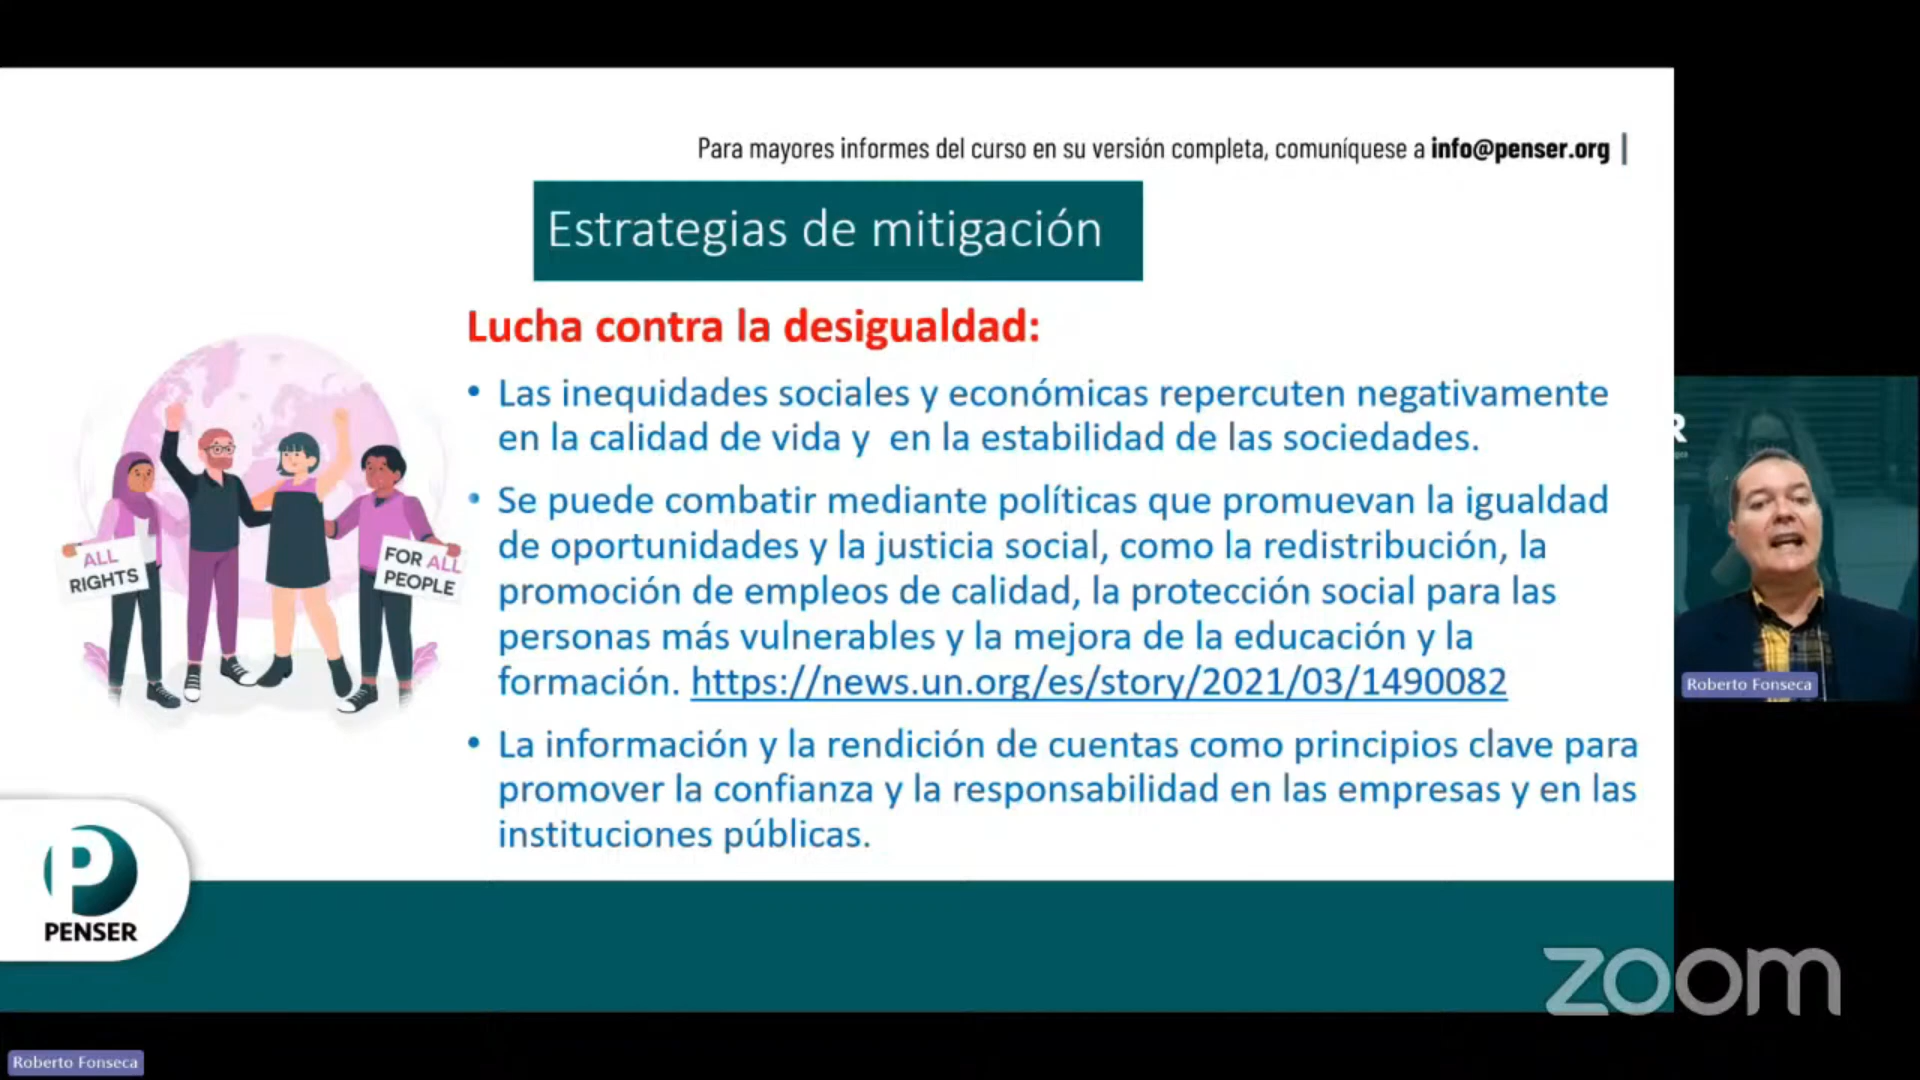 Para mayores informes del curso en su versión completa, comuníquese a info@penser.org |
Estrategias de mitigación
Lucha contra la desigualdad:
• Las inequidades sociales y económicas repercuten negativamente
en la calidad de vida y en la estabilidad de las sociedades.
• Se puede combatir mediante políticas que promuevan la igualdad
de oportunidades y la justicia social, como la redistribución, la
promoción de empleos de calidad, la protección social para las
personas más vulnerables y la mejora de la educación y la
formación. https://news.un.org/es/story/2021/03/1490082
• La información y la rendición de cuentas como principios clave para
promover la confianza y la responsabilidad en las empresas y en las
instituciones públicas.
ALL
RIGHTS
FOR ALL
PEOPLE
PENSER
R
Roberto Fonseca
zoom
Roberto Fonseca